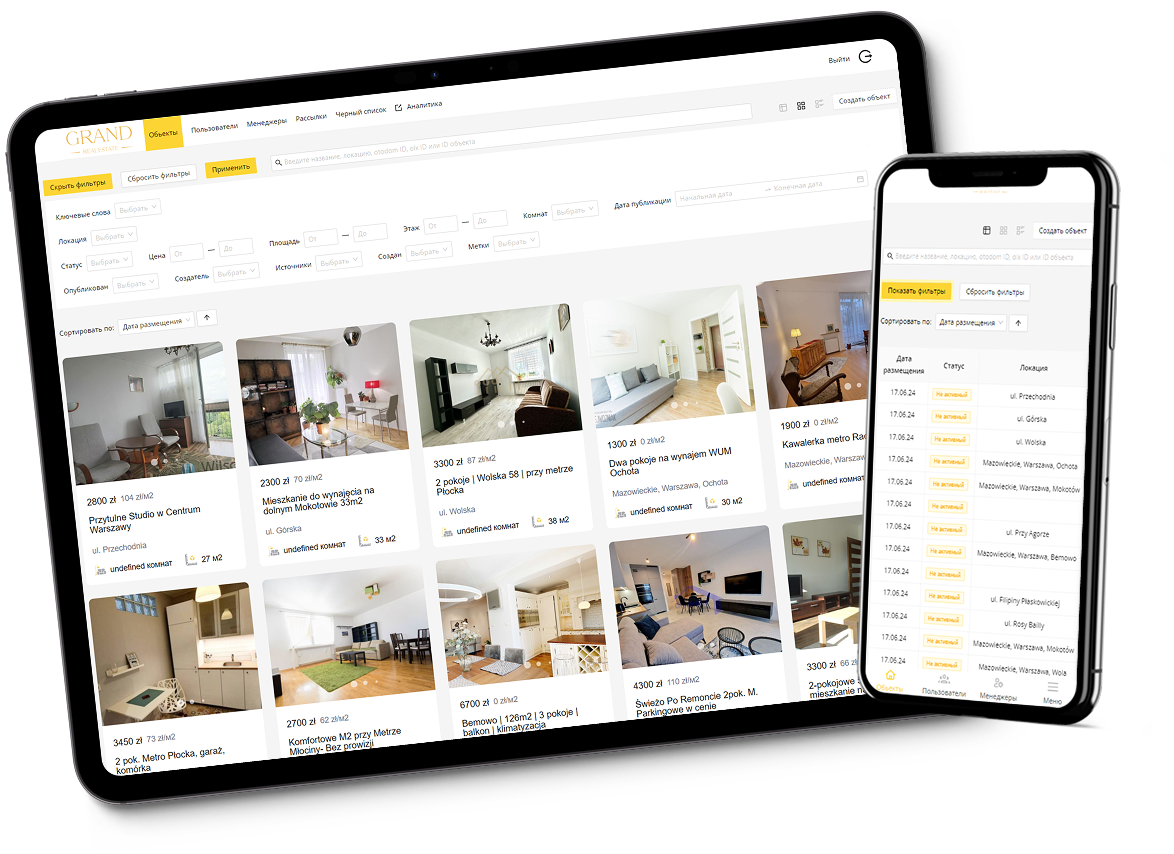 Выйти
GRAND
REAL ESTATE
Объекты
Пользователи
Менеджеры
Рассылки
Черный список
Аналитика
Скрыть фильтры
Сбросить фильтры
Применить
Введите название, локацию, otodom ID, olx ID или ID объекта
Создать объект
Ключевые слова Выбрать
Локация Выбрать
Статус Выбрать Цена От — До Площадь От — До Этаж От — До Комнат Выбрать Дата публикации Начальная дата → Конечная дата
Опубликован Выбрать Создатель Выбрать Источники Выбрать Создан Выбрать Метки Выбрать
Сортировать по: Дата размещения
2800 zł 104 zł/м2
Przytulne Studio w Centrum
Warszawy
ul. Przechodnia
undefined комнат 27 м2
2300 zł 70 zł/м2
Mieszkanie do wynajęcia na
dolnym Mokotowie 33m2
ul. Górska
undefined комнат 33 м2
3300 zł 87 zł/м2
2 pokoje | Wolska 58 | przy metrze
Płocka
ul. Wolska
undefined комнат 38 м2
1300 zł 0 zł/м2
Dwa pokoje na wynajem WUM
Ochota
Mazowieckie, Warszawa, Ochota
undefined комнат 30 м2
1900 zł 0 zł/м2
Kawalerka metro Rac
Mazowieckie, Warszawa
undefined комнат
3450 zł 73 zł/м2
2 pok. Metro Płocka, garaż,
komórka
2700 zł 62 zł/м2
Komfortowe M2 przy Metrze
Młociny- Bez prowizji
6700 zł 0 zł/м2
Bemowo | 126m2 | 3 pokoje |
balkon | klimatyzacja
4300 zł 110 zł/м2
Świeżo Po Remoncie 2pok. M.
Parkingowe w cenie
3300 zł 66 z
2-pokojowe
mieszkanie
Создать объект
Введите название, локацию, otodom ID, olx ID или ID объекта
Показать фильтры
Сбросить фильтры
Сортировать по: Дата размещения
Дата
размещения
Статус
Локация
17.06.24 Не активный ul. Przechodnia
17.06.24 Не активный ul. Górska
17.06.24 Не активный ul. Wolska
17.06.24 Не активный Mazowieckie, Warszawa, Ochota
17.06.24 Не активный Mazowieckie, Warszawa, Mokotów
17.06.24 Не активный
17.06.24 Не активный ul. Przy Agorze
17.06.24 Не активный Mazowieckie, Warszawa, Bemowo
17.06.24 Не активный
17.06.24 Не активный ul. Filipiny Płaskowickiej
17.06.24 Не активный ul. Rosy Bailly
17.06.24 Не активный Mazowieckie, Warszawa, Mokotów
17.06.24 Не активный Mazowieckie, Warszawa, Wola
Объекты
Пользователи
Менеджеры
Меню